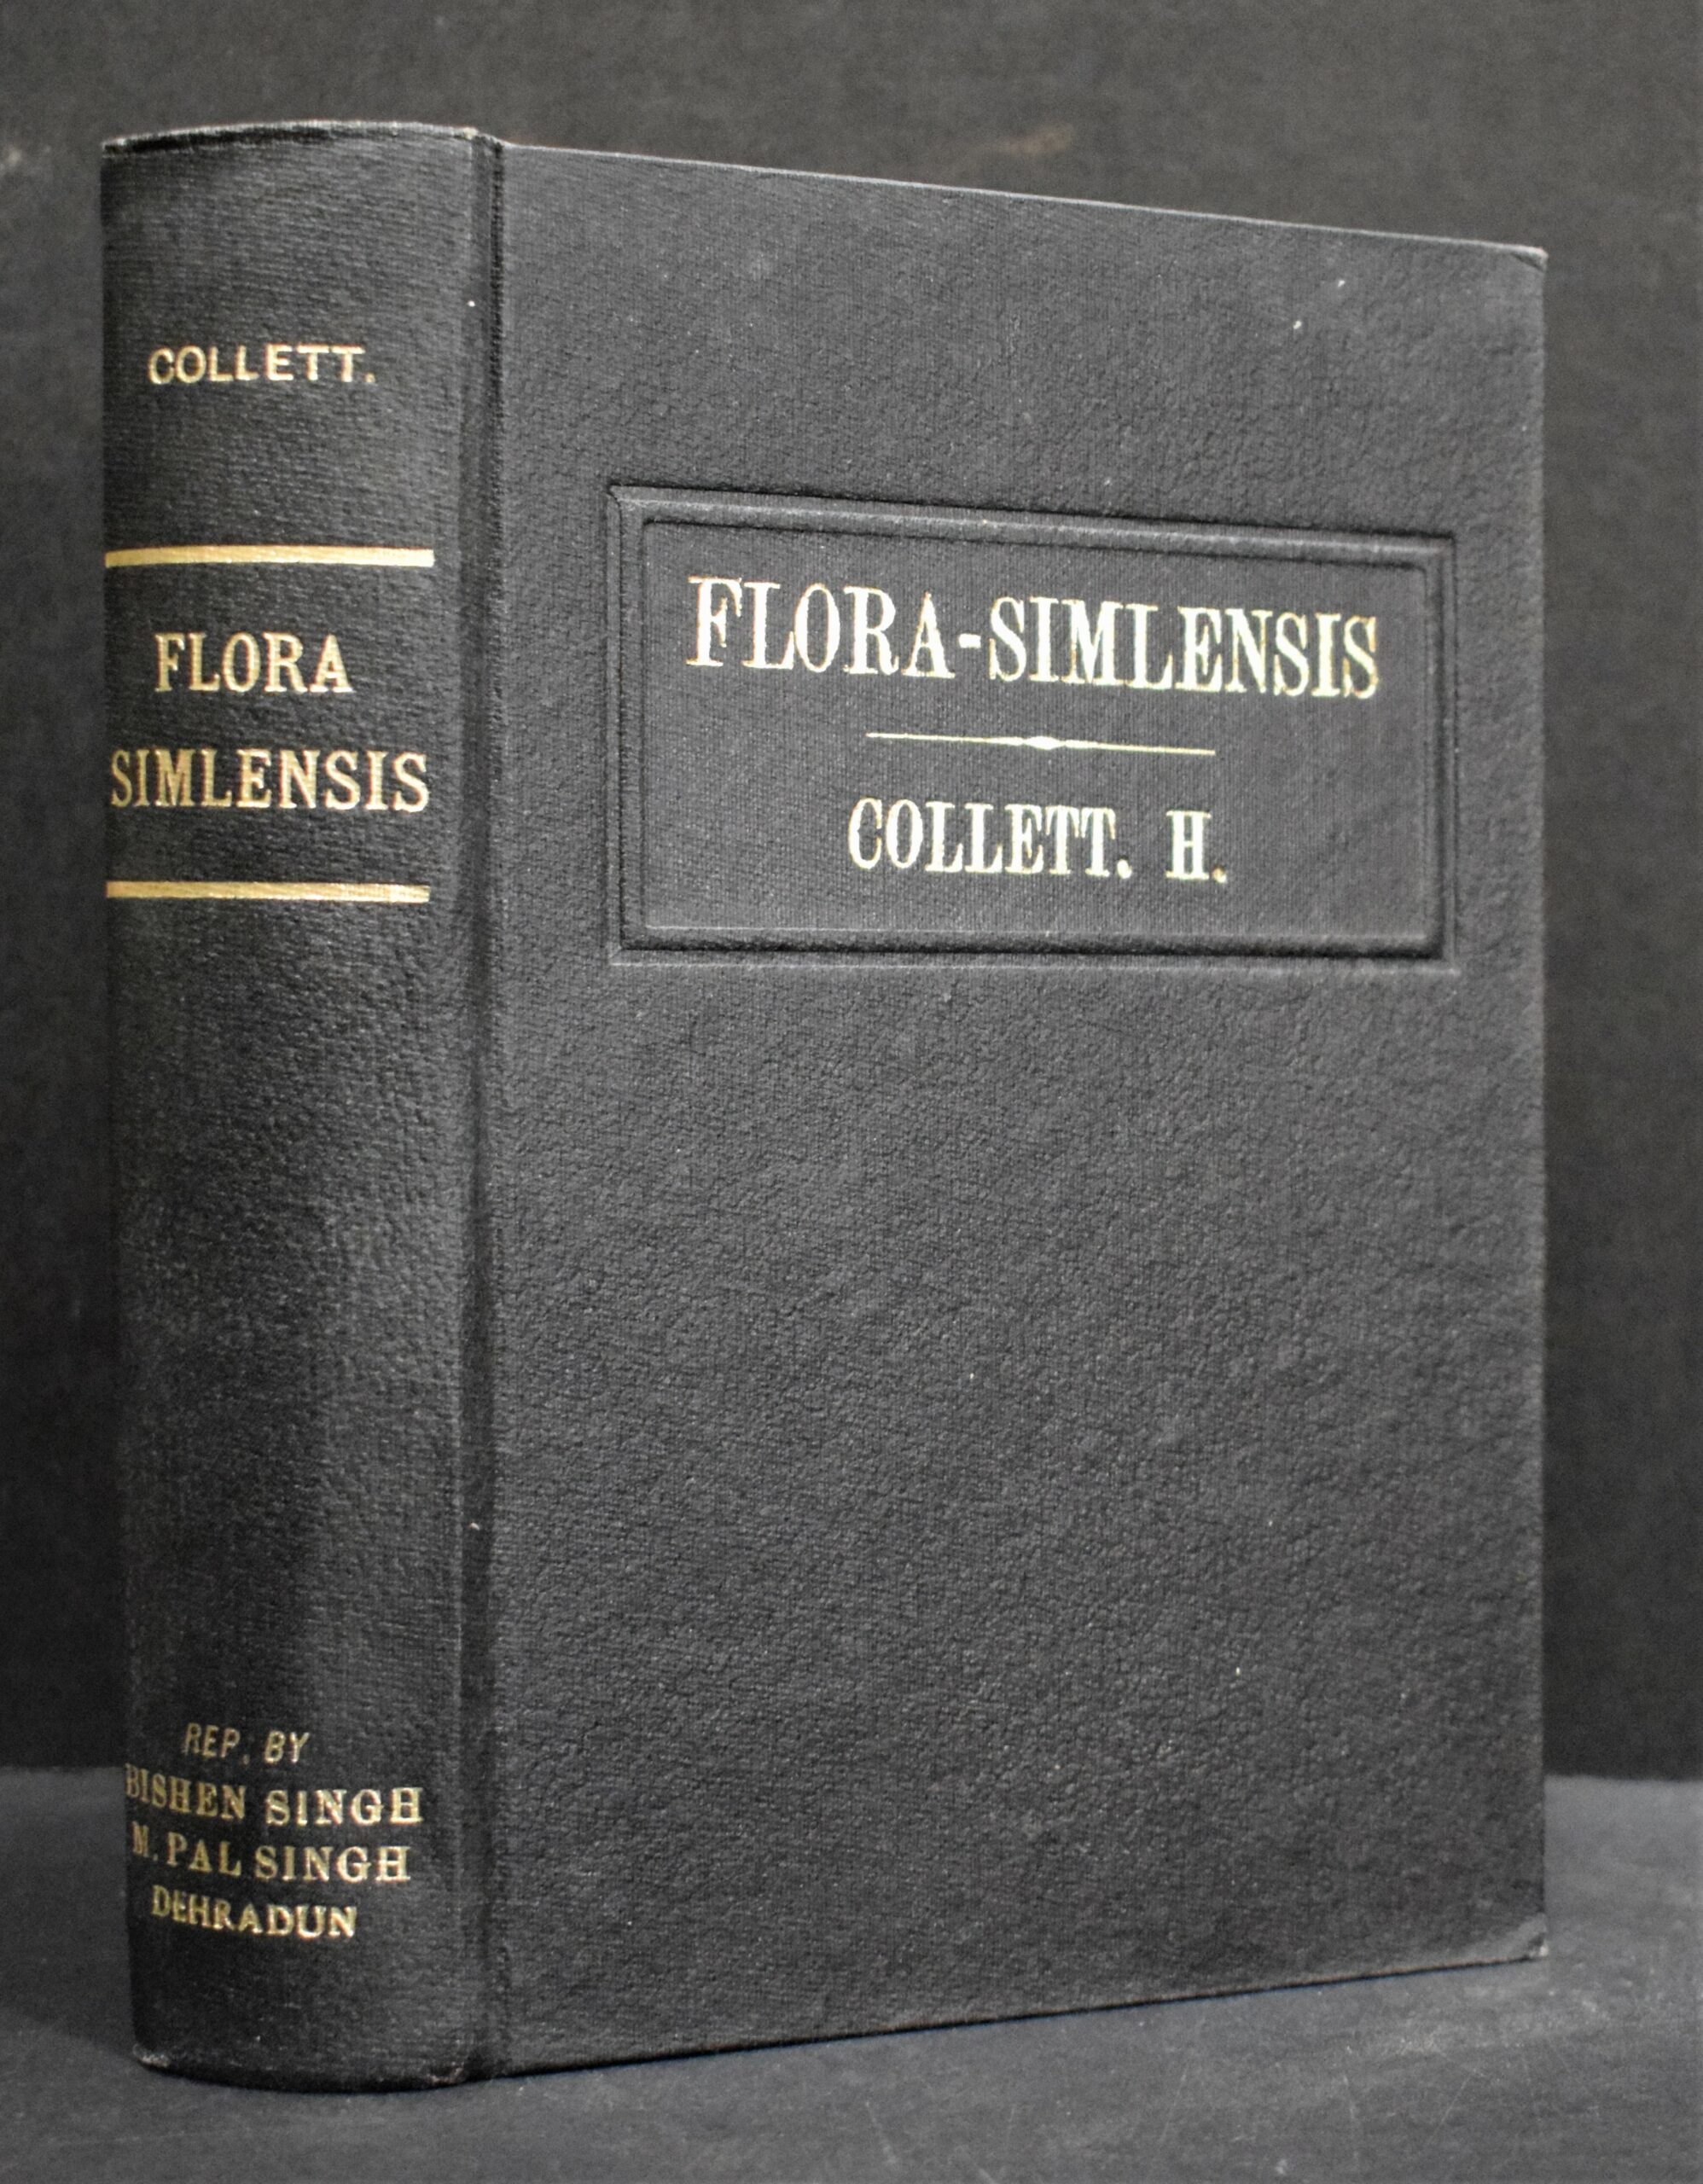 COLLETT.
FLORA
SIMLENSIS
REP. BY
BISHEN SINGH
M. PAL SINGH
DEHRADUN
FLORA-SIMLENSIS
COLLETT. H.